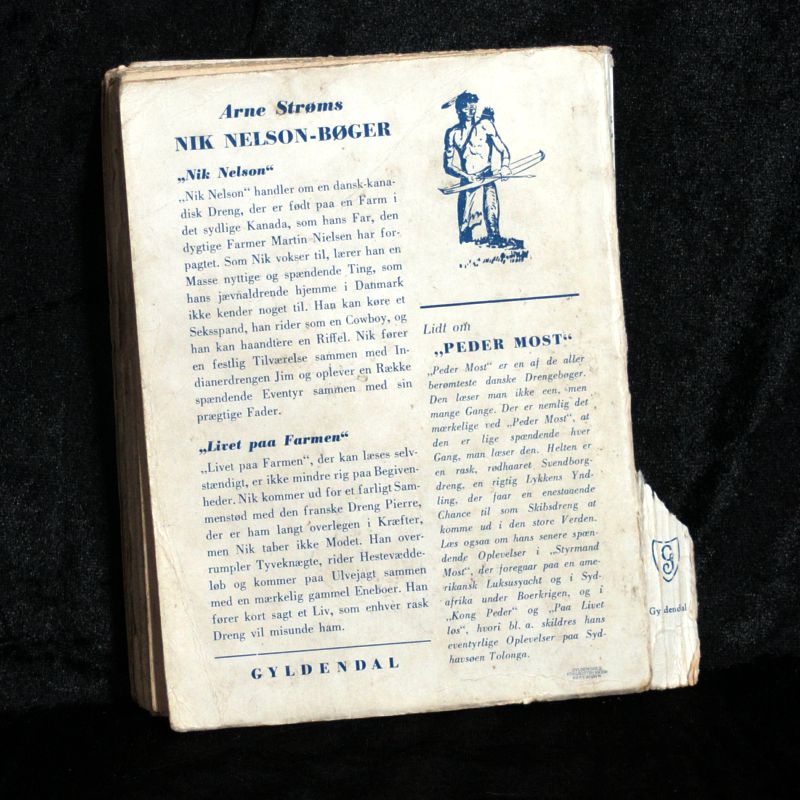 Arne Strøms
NIK NELSON-BØGER
„Nik Nelson“
„Nik Nelson“ handler om en dansk-kana-
disk Dreng, der er født paa en Farm i
det sydlige Kanada, som hans Far, den
dygtige Farmer Martin Nielsen har for-
pagtet. Som Nik vokser til, lærer han en
Masse nyttige og spændende Ting, som
hans jævnaldrende hjemme i Danmark
ikke kender noget til. Han kan køre et
Seksspand, han rider som en Cowboy, og
han kan haandtere en Riffel. Nik fører
en festlig Tilværelse sammen med In-
dianerdrengen Jim og oplever en Række
spændende Eventyr sammen med sin
prægtige Fader.
„Livet paa Farmen“
„Livet paa Farmen“, der kan læses selv-
stændigt, er ikke mindre rig paa Begiven-
heder. Nik kommer ud for et farligt Sam-
menstød med den franske Dreng Pierre,
der er ham langt overlegen i Kræfter,
men Nik taber ikke Modet. Han over-
rumpler Tyveknægte, rider Hestevædde-
løb og kommer paa Ulvejagt sammen
med en mærkelig gammel Eneboer. Han
fører kort sagt et Liv, som enhver rask
Dreng vil misunde ham.
GYLDENDAL
Lidt om
„PEDER MOST“
„Peder Most“ er en af de aller
berømteste danske Drengebøger.
Den læser man ikke een, men
mange Gange. Der er nemlig det
mærkelige ved „Peder Most“, at
den er lige spændende hver
Gang, man læser den. Helten er
en rask, rødhaaret Svendborg-
dreng, en rigtig Lykkens Ynd-
ling, der faar en enestaaende
Chance til som Skibsdreng at
komme ud i den store Verden.
Læs ogsaa om hans senere spæn-
dende Oplevelser i „Styrmand
Most“, der foregaar paa en ame-
rikansk Luksusyacht og i Syd-
afrika under Boerkrigen, og i
„Kong Peder“ og „Paa Livet
løs“, hvori bl. a. skildres hans
eventyrlige Oplevelser paa Syd-
havsøen Tolonga.
G
Gyldendal